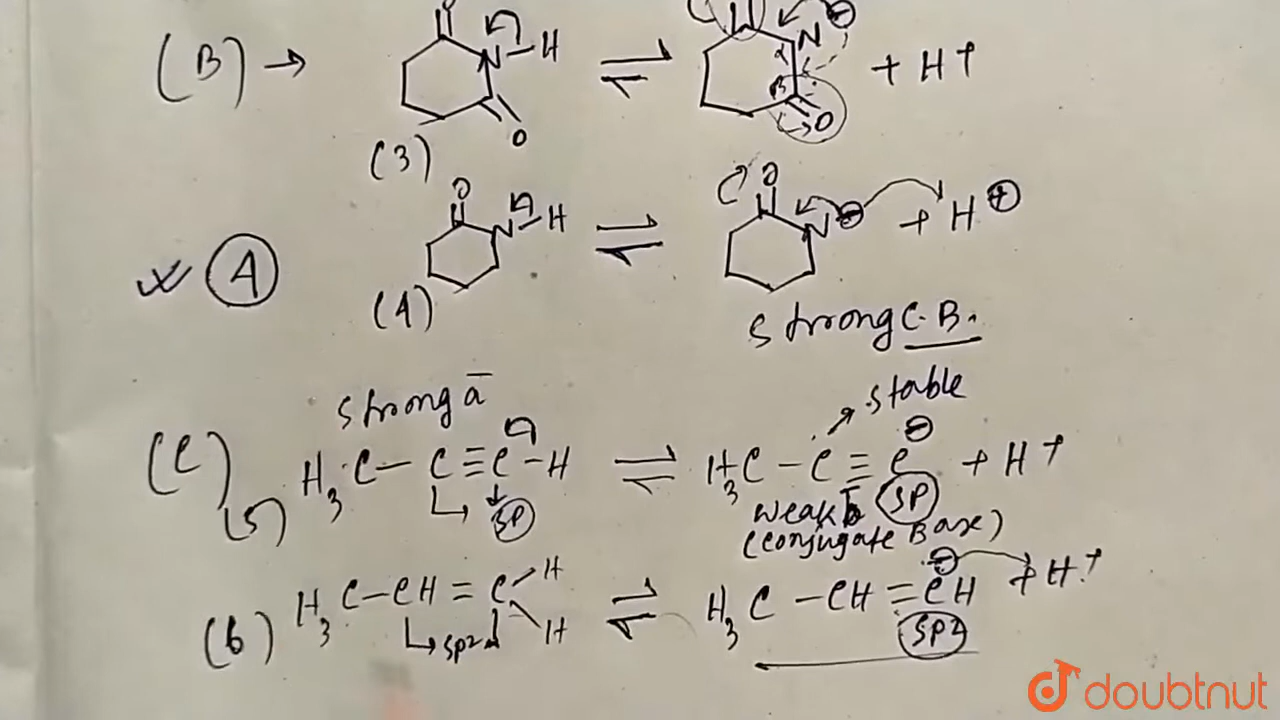 (B) → O N-H ⇌ O N ⊖ + H+
O O
(3)
O N-H ⇌ O N ⊖ + H ⊕
A
(4)
Strong C.B.
Strong a stable
(C) H3C-C≡C-H ⇌ H3C-C≡C⊖ + H+
(5) SP weak b SP
(conjugate Base)
(6) H3C-CH=C H H ⇌ H3C-CH=C⊖H + H+
SP2 SP2
doubtnut